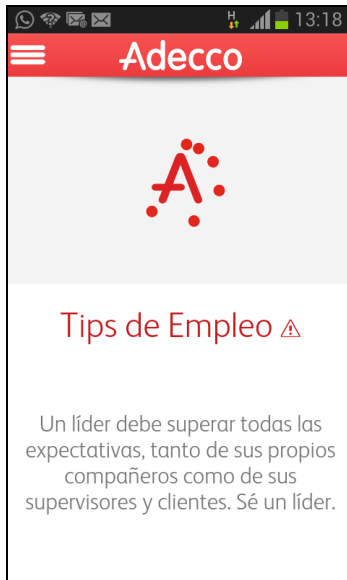 H 13:18
Adecco
A
Tips de Empleo
Un líder debe superar todas las
expectativas, tanto de sus propios
compañeros como de sus
supervisores y clientes. Sé un líder.